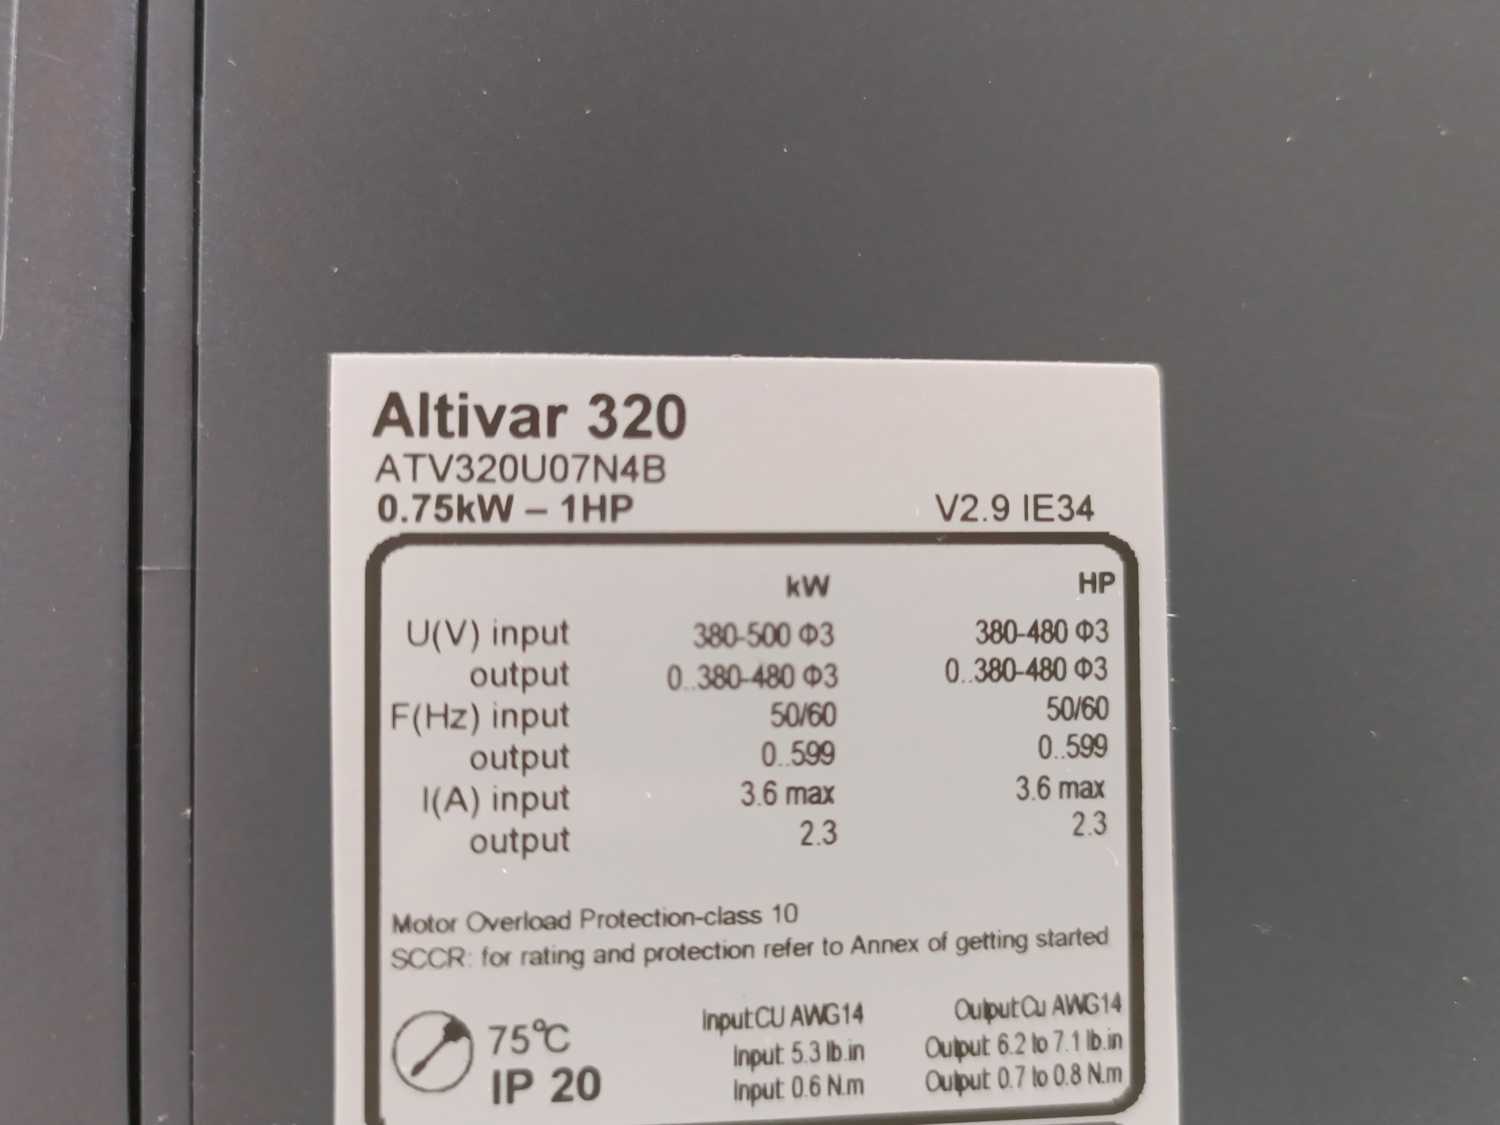 Altivar 320
ATV320U07N4B
0.75kW – 1HP V2.9 IE34
kW HP
U(V) input 380-500 Φ3 380-480 Φ3
output 0..380-480 Φ3 0..380-480 Φ3
F(Hz) input 50/60 50/60
output 0..599 0..599
I(A) input 3.6 max 3.6 max
output 2.3 2.3
Motor Overload Protection-class 10
SCCR: for rating and protection refer to Annex of getting started
Input:CU AWG14 Output:Cu AWG14
75°C Input: 5.3 lb.in Output: 6.2 to 7.1 lb.in
IP 20 Input: 0.6 N.m Output: 0.7 to 0.8 N.m